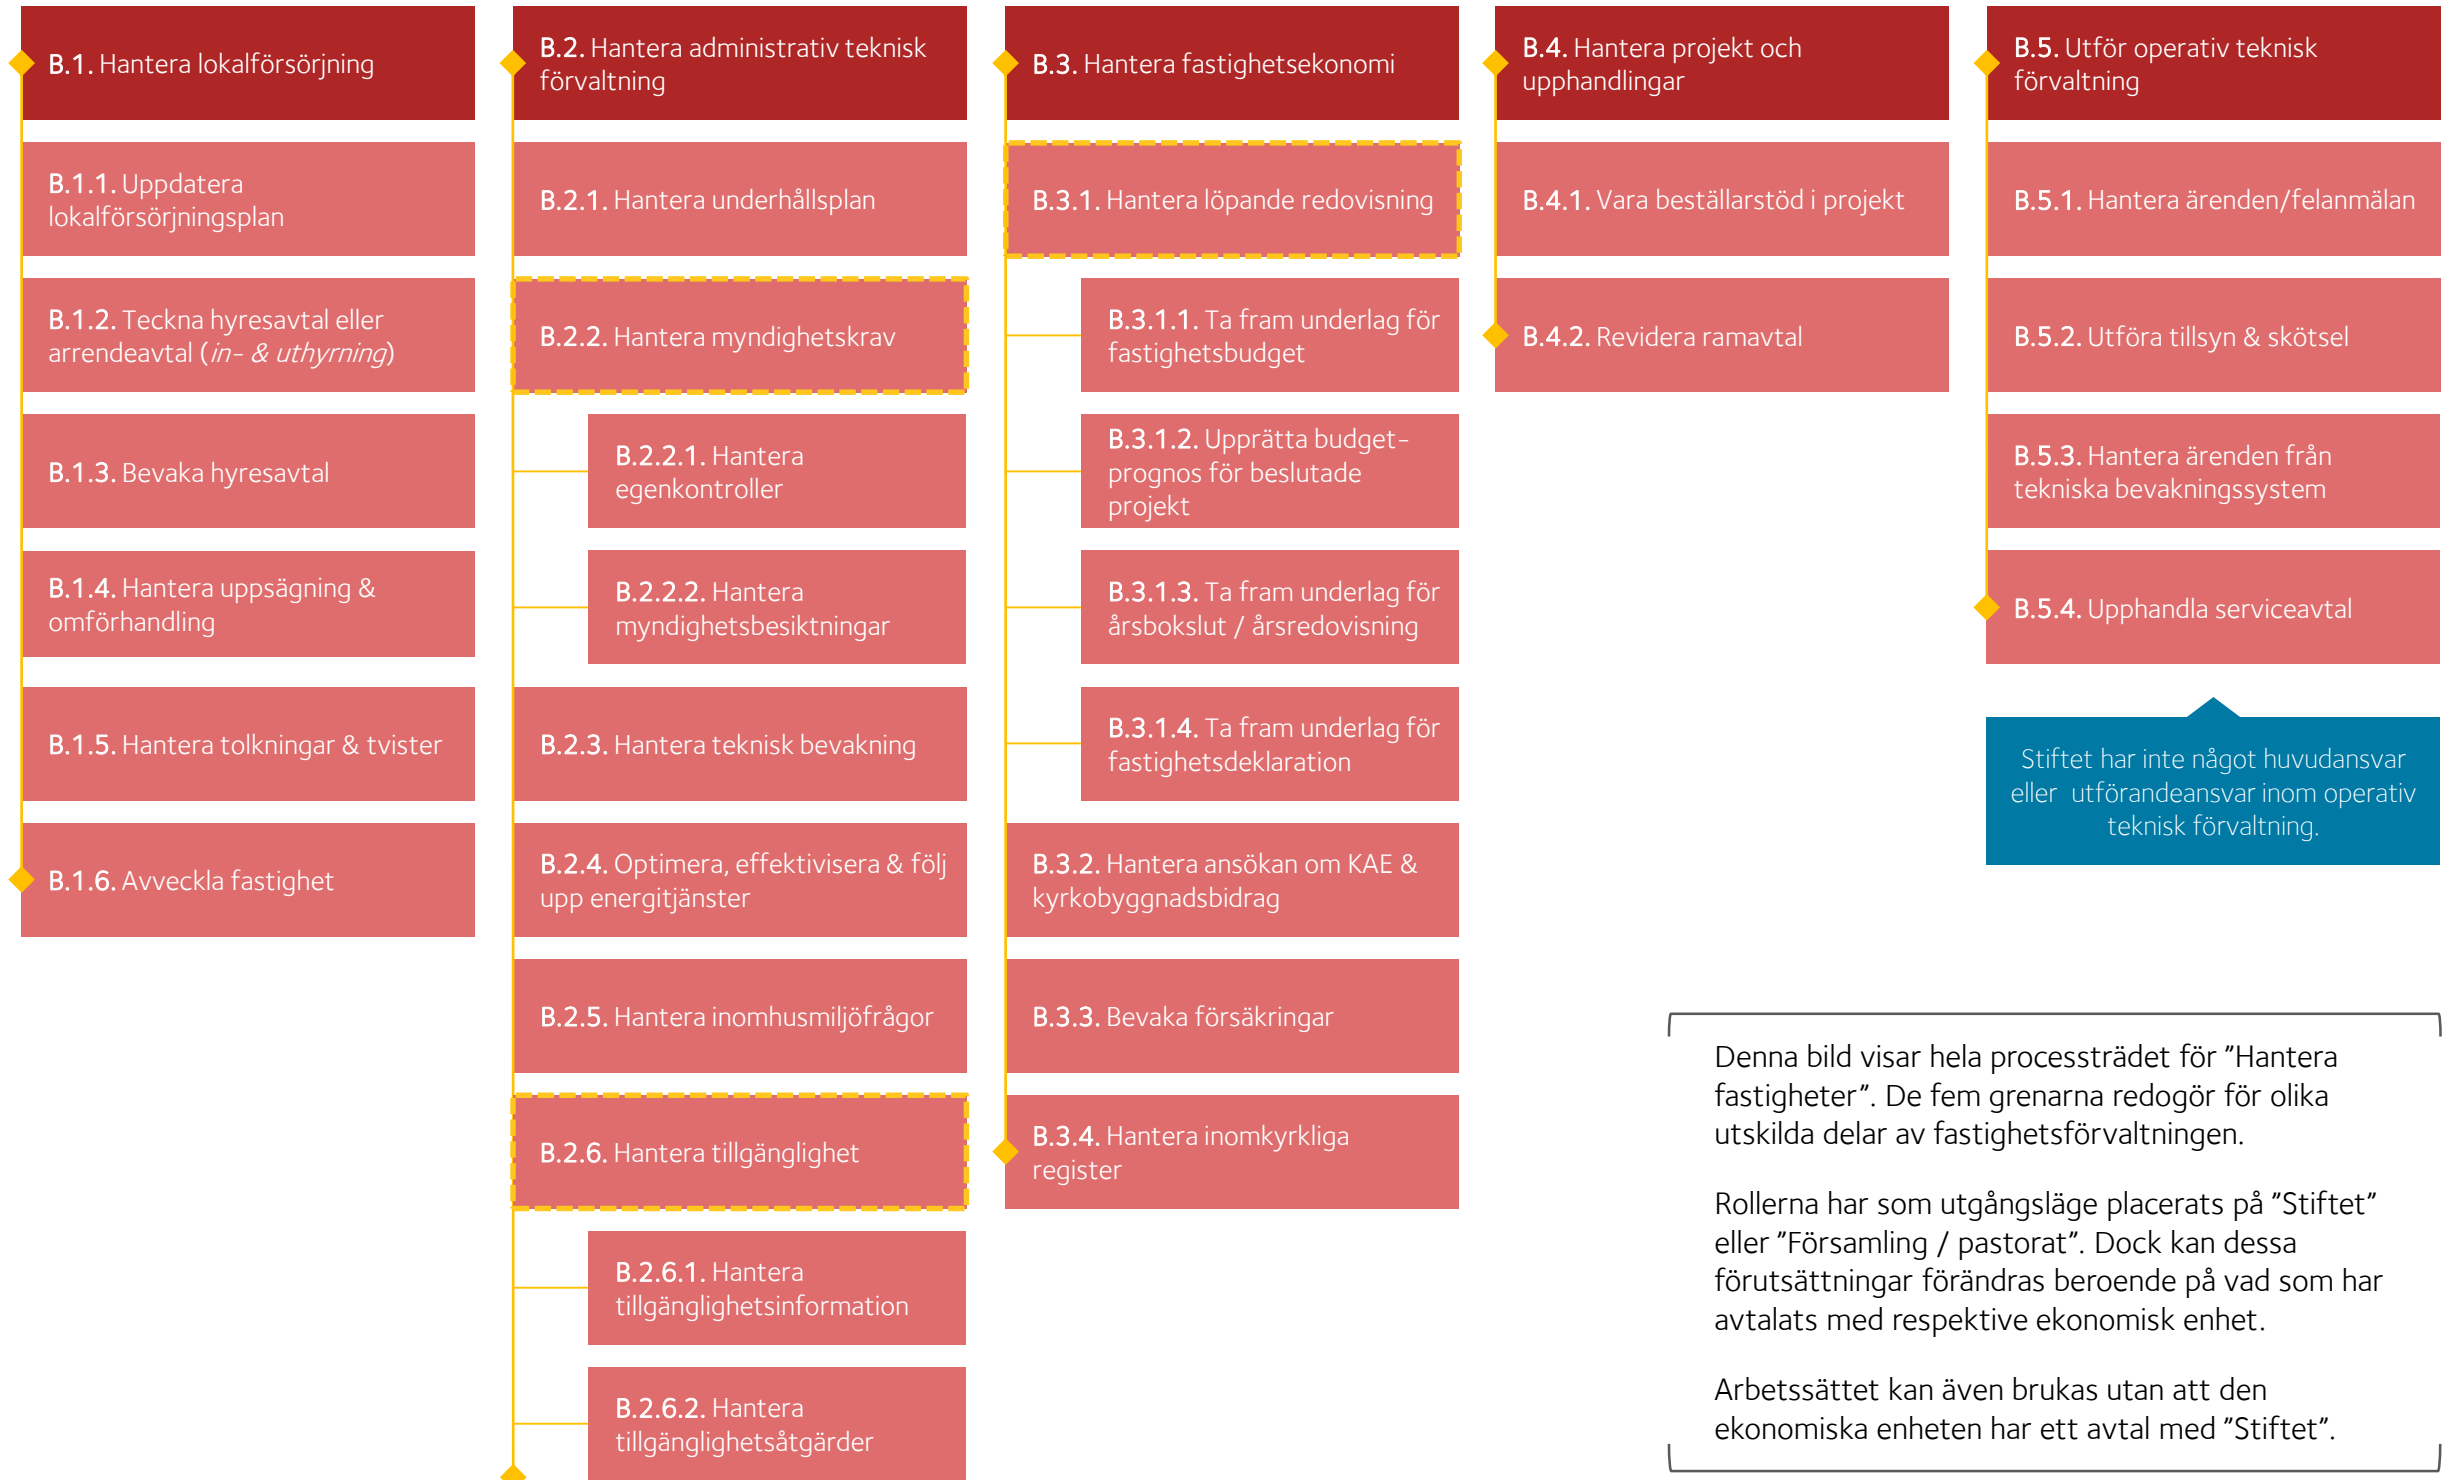 B.1. Hantera lokalförsörjning
B.1.1. Uppdatera
lokalförsörjningsplan
B.1.2. Teckna hyresavtal eller
arrendeavtal (in- & uthyrning)
B.1.3. Bevaka hyresavtal
B.1.4. Hantera uppsägning &
omförhandling
B.1.5. Hantera tolkningar & tvister
B.1.6. Avveckla fastighet
B.2. Hantera administrativ teknisk
förvaltning
B.2.1. Hantera underhållsplan
B.2.2. Hantera myndighetskrav
B.2.2.1. Hantera
egenkontroller
B.2.2.2. Hantera
myndighetsbesiktningar
B.2.3. Hantera teknisk bevakning
B.2.4. Optimera, effektivisera & följ
upp energitjänster
B.2.5. Hantera inomhusmiljöfrågor
B.2.6. Hantera tillgänglighet
B.2.6.1. Hantera
tillgänglighetsinformation
B.2.6.2. Hantera
tillgänglighetsåtgärder
B.3. Hantera fastighetsekonomi
B.3.1. Hantera löpande redovisning
B.3.1.1. Ta fram underlag för
fastighetsbudget
B.3.1.2. Upprätta budget-
prognos för beslutade
projekt
B.3.1.3. Ta fram underlag för
årsbokslut / årsredovisning
B.3.1.4. Ta fram underlag för
fastighetsdeklaration
B.3.2. Hantera ansökan om KAE &
kyrkobyggnadsbidrag
B.3.3. Bevaka försäkringar
B.3.4. Hantera inomkyrkliga
register
B.4. Hantera projekt och
upphandlingar
B.4.1. Vara beställarstöd i projekt
B.4.2. Revidera ramavtal
B.5. Utför operativ teknisk
förvaltning
B.5.1. Hantera ärenden/felanmälan
B.5.2. Utföra tillsyn & skötsel
B.5.3. Hantera ärenden från
tekniska bevakningssystem
B.5.4. Upphandla serviceavtal
Stiftet har inte något huvudansvar
eller utförandeansvar inom operativ
teknisk förvaltning.
Denna bild visar hela processträdet för ”Hantera
fastigheter”. De fem grenarna redogör för olika
utskilda delar av fastighetsförvaltningen.
Rollerna har som utgångsläge placerats på ”Stiftet”
eller ”Församling / pastorat”. Dock kan dessa
förutsättningar förändras beroende på vad som har
avtalats med respektive ekonomisk enhet.
Arbetssättet kan även brukas utan att den
ekonomiska enheten har ett avtal med ”Stiftet”.